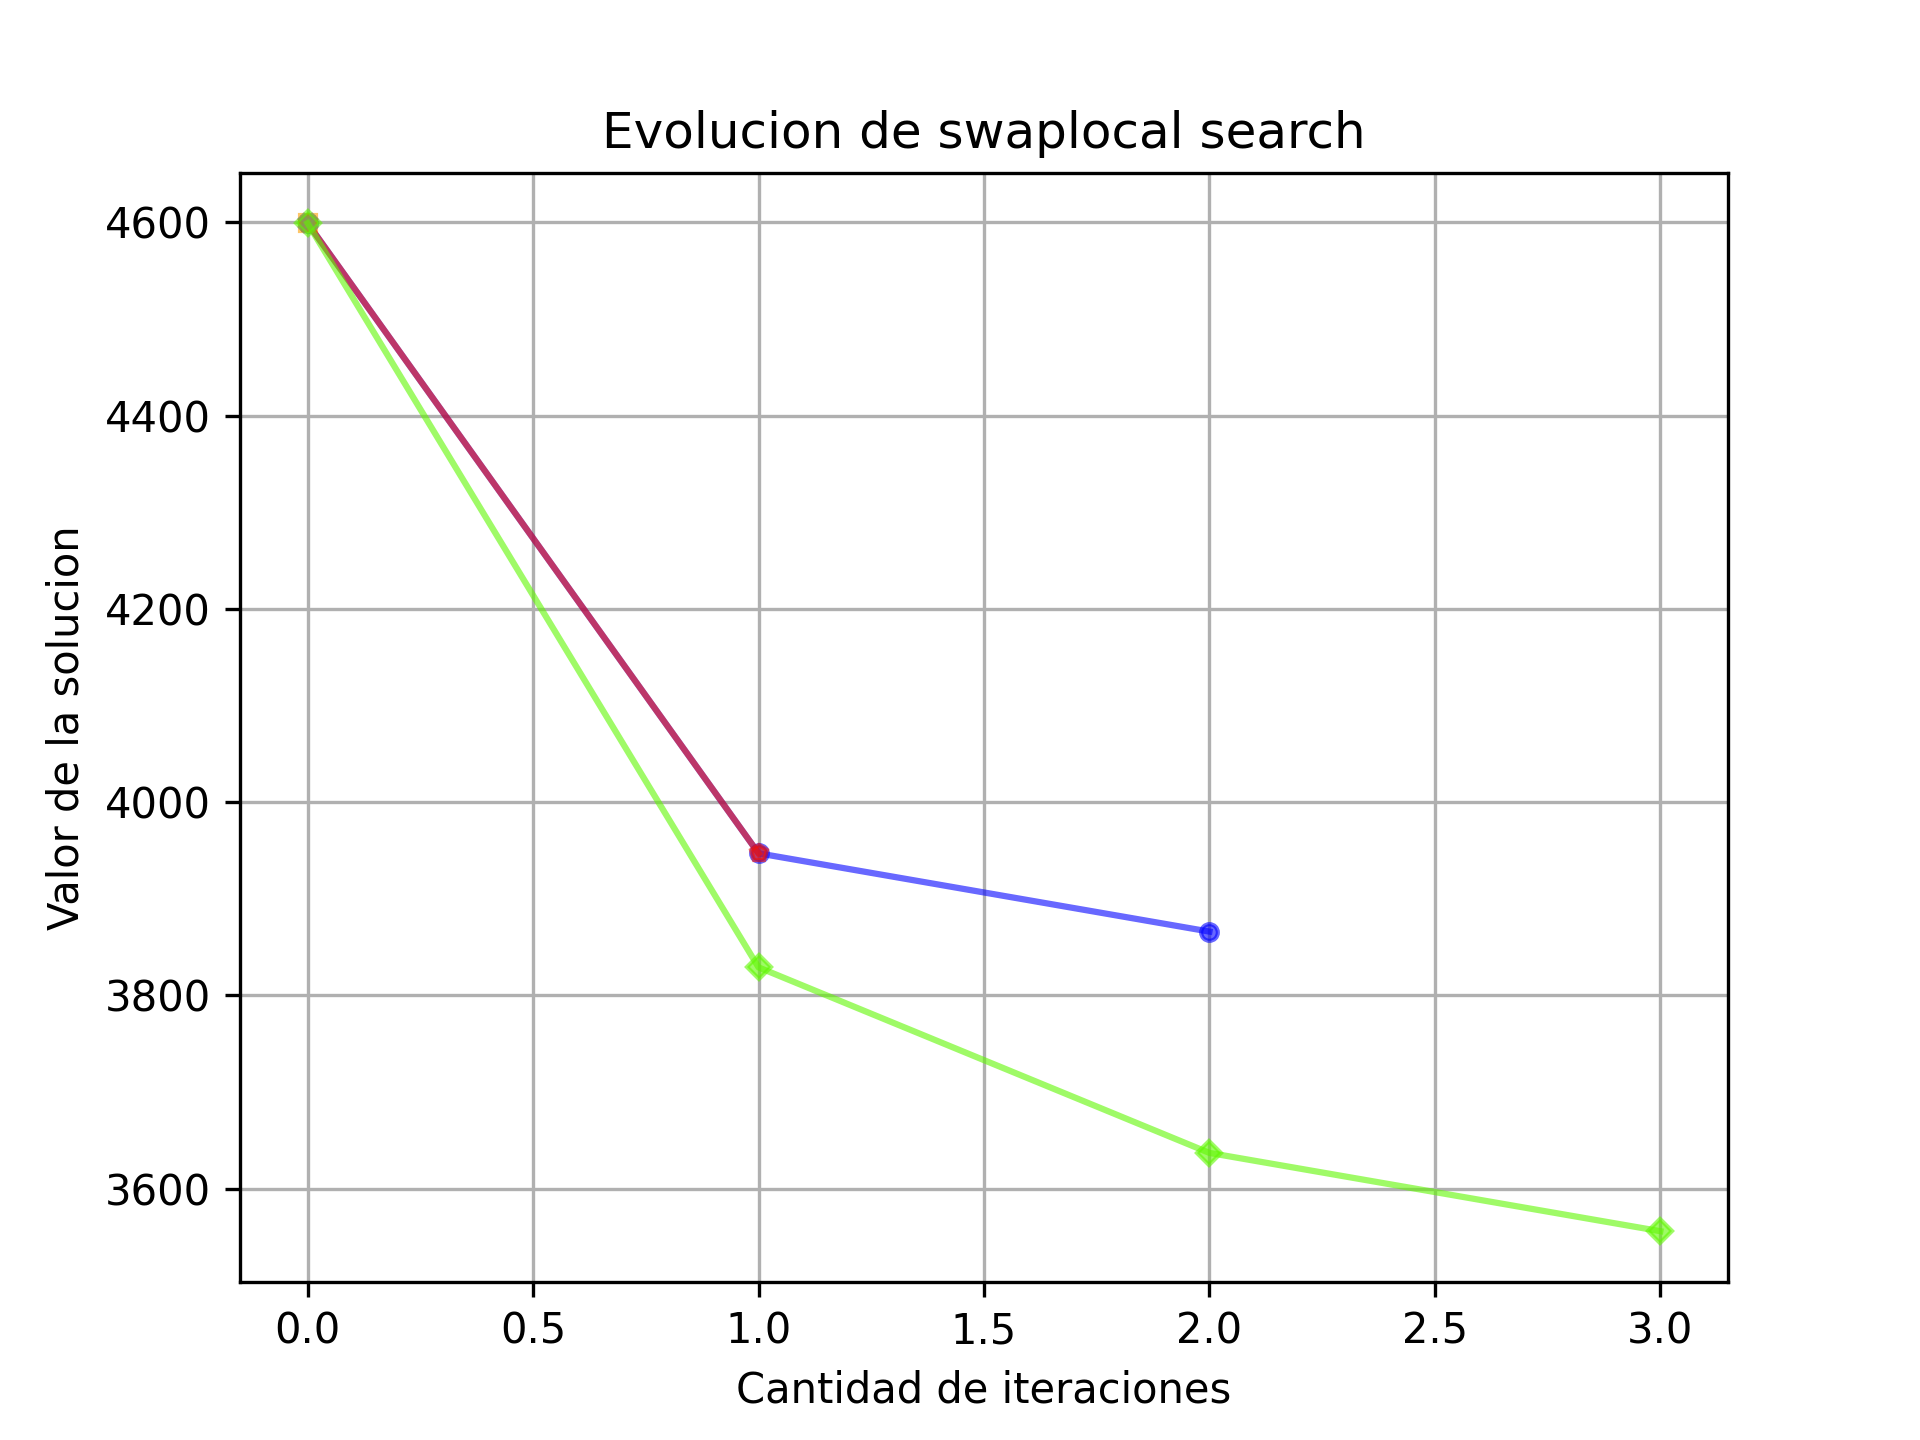 Evolucion de swaplocal search
Valor de la solucion
4600
4400
4200
4000
3800
3600
0.0 0.5 1.0 1.5 2.0 2.5 3.0
Cantidad de iteraciones